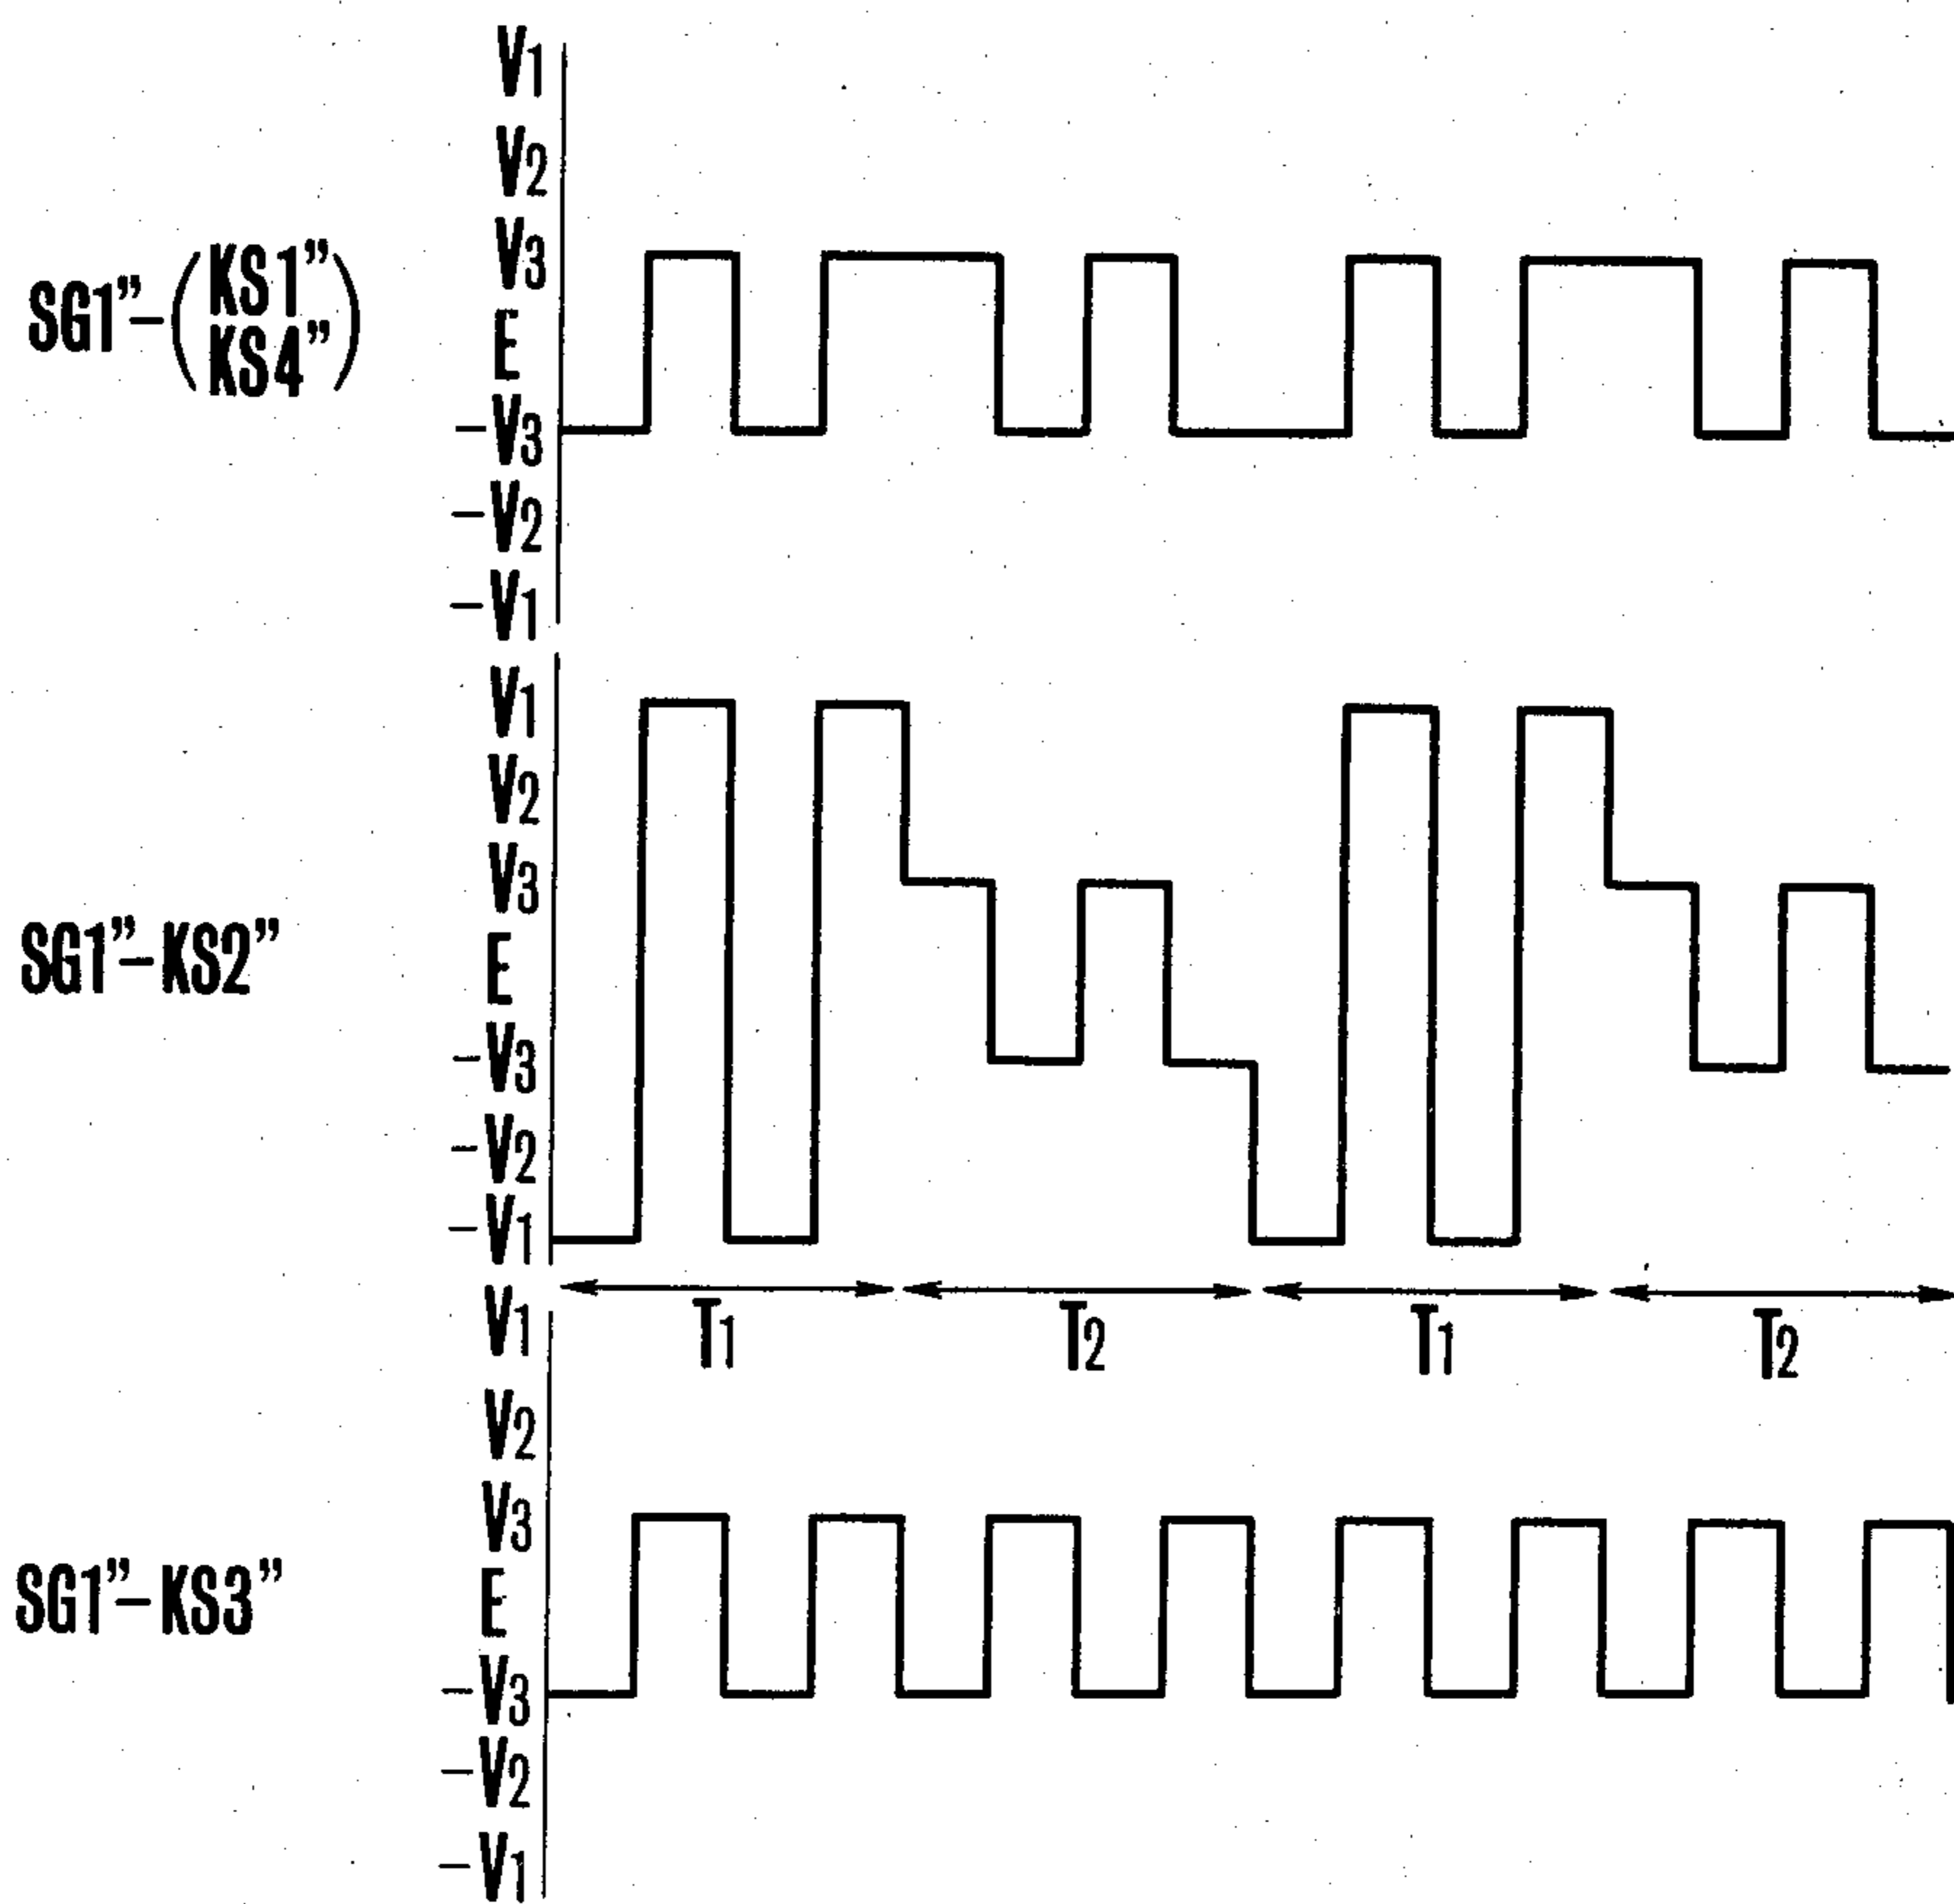 V1
V2
V3
SG1”-(KS1”
KS4”)
E
-V3
-V2
-V1
V1
V2
V3
SG1”-KS2”
E
-V3
-V2
-V1
T1 T2 T1 T2
V1
V2
V3
SG1”-KS3”
E
-V3
-V2
-V1